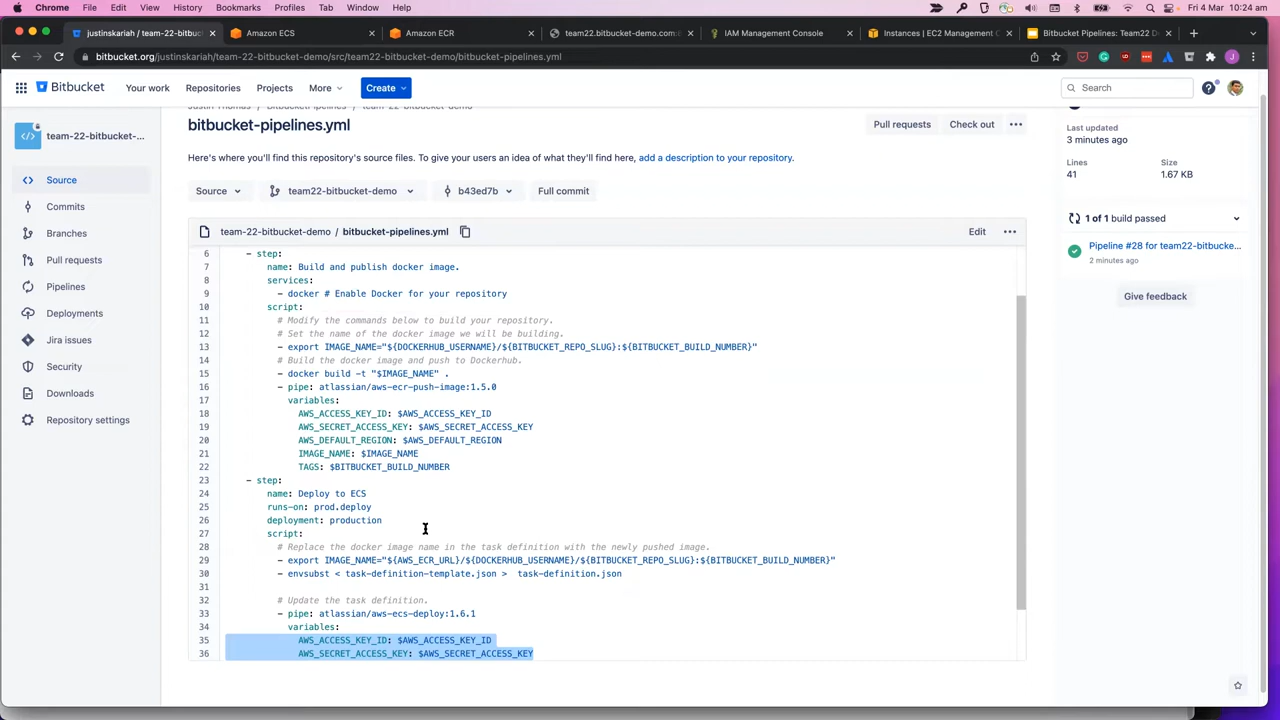 Chrome File Edit View History Bookmarks Profiles Tab Window Help Fri 4 Mar 10:24 am
justinskariah / team-22-bitbu Amazon ECS Amazon ECR team22.bitbucket-demo.com: IAM Management Console Instances | EC2 Management C Bitbucket Pipelines: Team22 D
bitbucket.org/justinskariah/team-22-bitbucket-demo/src/team22-bitbucket-demo/bitbucket-pipelines.yml
Bitbucket Your work Repositories Projects More Create Search
team-22-bitbucket-...
Source
Commits
Branches
Pull requests
Pipelines
Deployments
Jira issues
Security
Downloads
Repository settings
Justin Thomas / BitbucketPipelines / team-22-bitbucket-demo
bitbucket-pipelines.yml
Pull requests Check out
Here's where you'll find this repository's source files. To give your users an idea of what they'll find here, add a description to your repository.
Source team22-bitbucket-demo b43ed7b Full commit
team-22-bitbucket-demo / bitbucket-pipelines.yml Edit
6 - step:
7 name: Build and publish docker image.
8 services:
9 - docker # Enable Docker for your repository
10 script:
11 # Modify the commands below to build your repository.
12 # Set the name of the docker image we will be building.
13 - export IMAGE_NAME="${DOCKERHUB_USERNAME}/${BITBUCKET_REPO_SLUG}:${BITBUCKET_BUILD_NUMBER}"
14 # Build the docker image and push to Dockerhub.
15 - docker build -t "$IMAGE_NAME" .
16 - pipe: atlassian/aws-ecr-push-image:1.5.0
17 variables:
18 AWS_ACCESS_KEY_ID: $AWS_ACCESS_KEY_ID
19 AWS_SECRET_ACCESS_KEY: $AWS_SECRET_ACCESS_KEY
20 AWS_DEFAULT_REGION: $AWS_DEFAULT_REGION
21 IMAGE_NAME: $IMAGE_NAME
22 TAGS: $BITBUCKET_BUILD_NUMBER
23 - step:
24 name: Deploy to ECS
25 runs-on: prod.deploy
26 deployment: production
27 script:
28 # Replace the docker image name in the task definition with the newly pushed image.
29 - export IMAGE_NAME="${AWS_ECR_URL}/${DOCKERHUB_USERNAME}/${BITBUCKET_REPO_SLUG}:${BITBUCKET_BUILD_NUMBER}"
30 - envsubst < task-definition-template.json > task-definition.json
31
32 # Update the task definition.
33 - pipe: atlassian/aws-ecs-deploy:1.6.1
34 variables:
35 AWS_ACCESS_KEY_ID: $AWS_ACCESS_KEY_ID
36 AWS_SECRET_ACCESS_KEY: $AWS_SECRET_ACCESS_KEY
Last updated
3 minutes ago
Lines Size
41 1.67 KB
1 of 1 build passed
Pipeline #28 for team22-bitbucke...
2 minutes ago
Give feedback